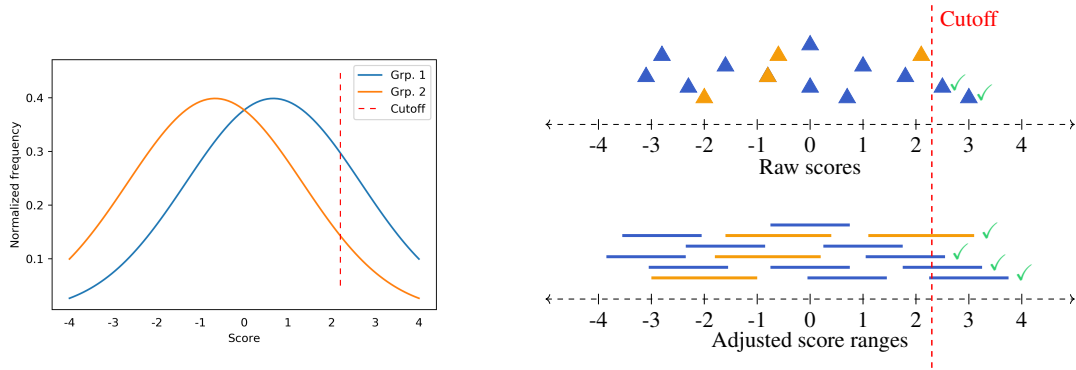 Grp. 1
Grp. 2
Cutoff
0.4
0.3
0.2
0.1
Normalized frequency
-4 -3 -2 -1 0 1 2 3 4
Score
Cutoff
-4 -3 -2 -1 0 1 2 3 4
Raw scores
-4 -3 -2 -1 0 1 2 3 4
Adjusted score ranges